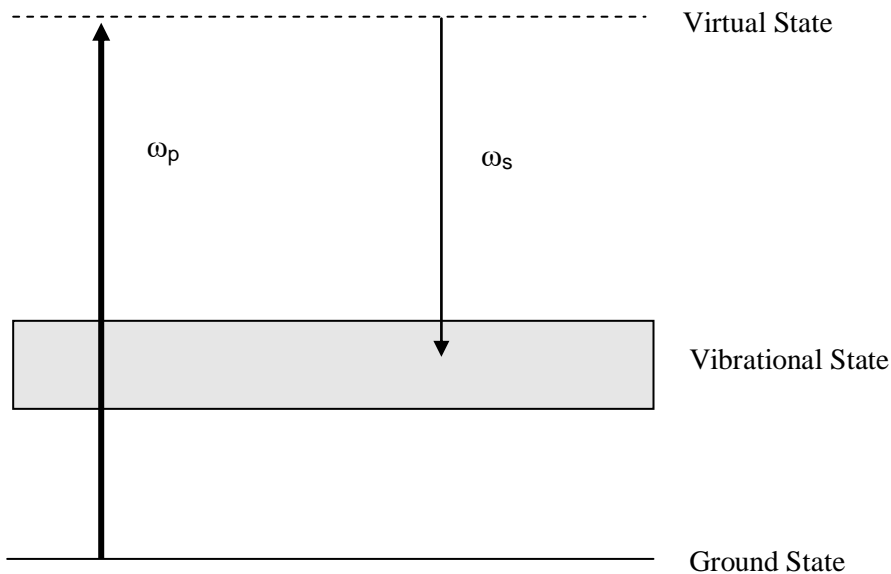 Virtual State
ωp
ωs
Vibrational State
Ground State